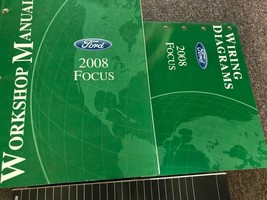 WORKSHOP MANUAL
Ford
2008
FOCUS
WIRING
DIAGRAMS
Ford
2008
FOCUS